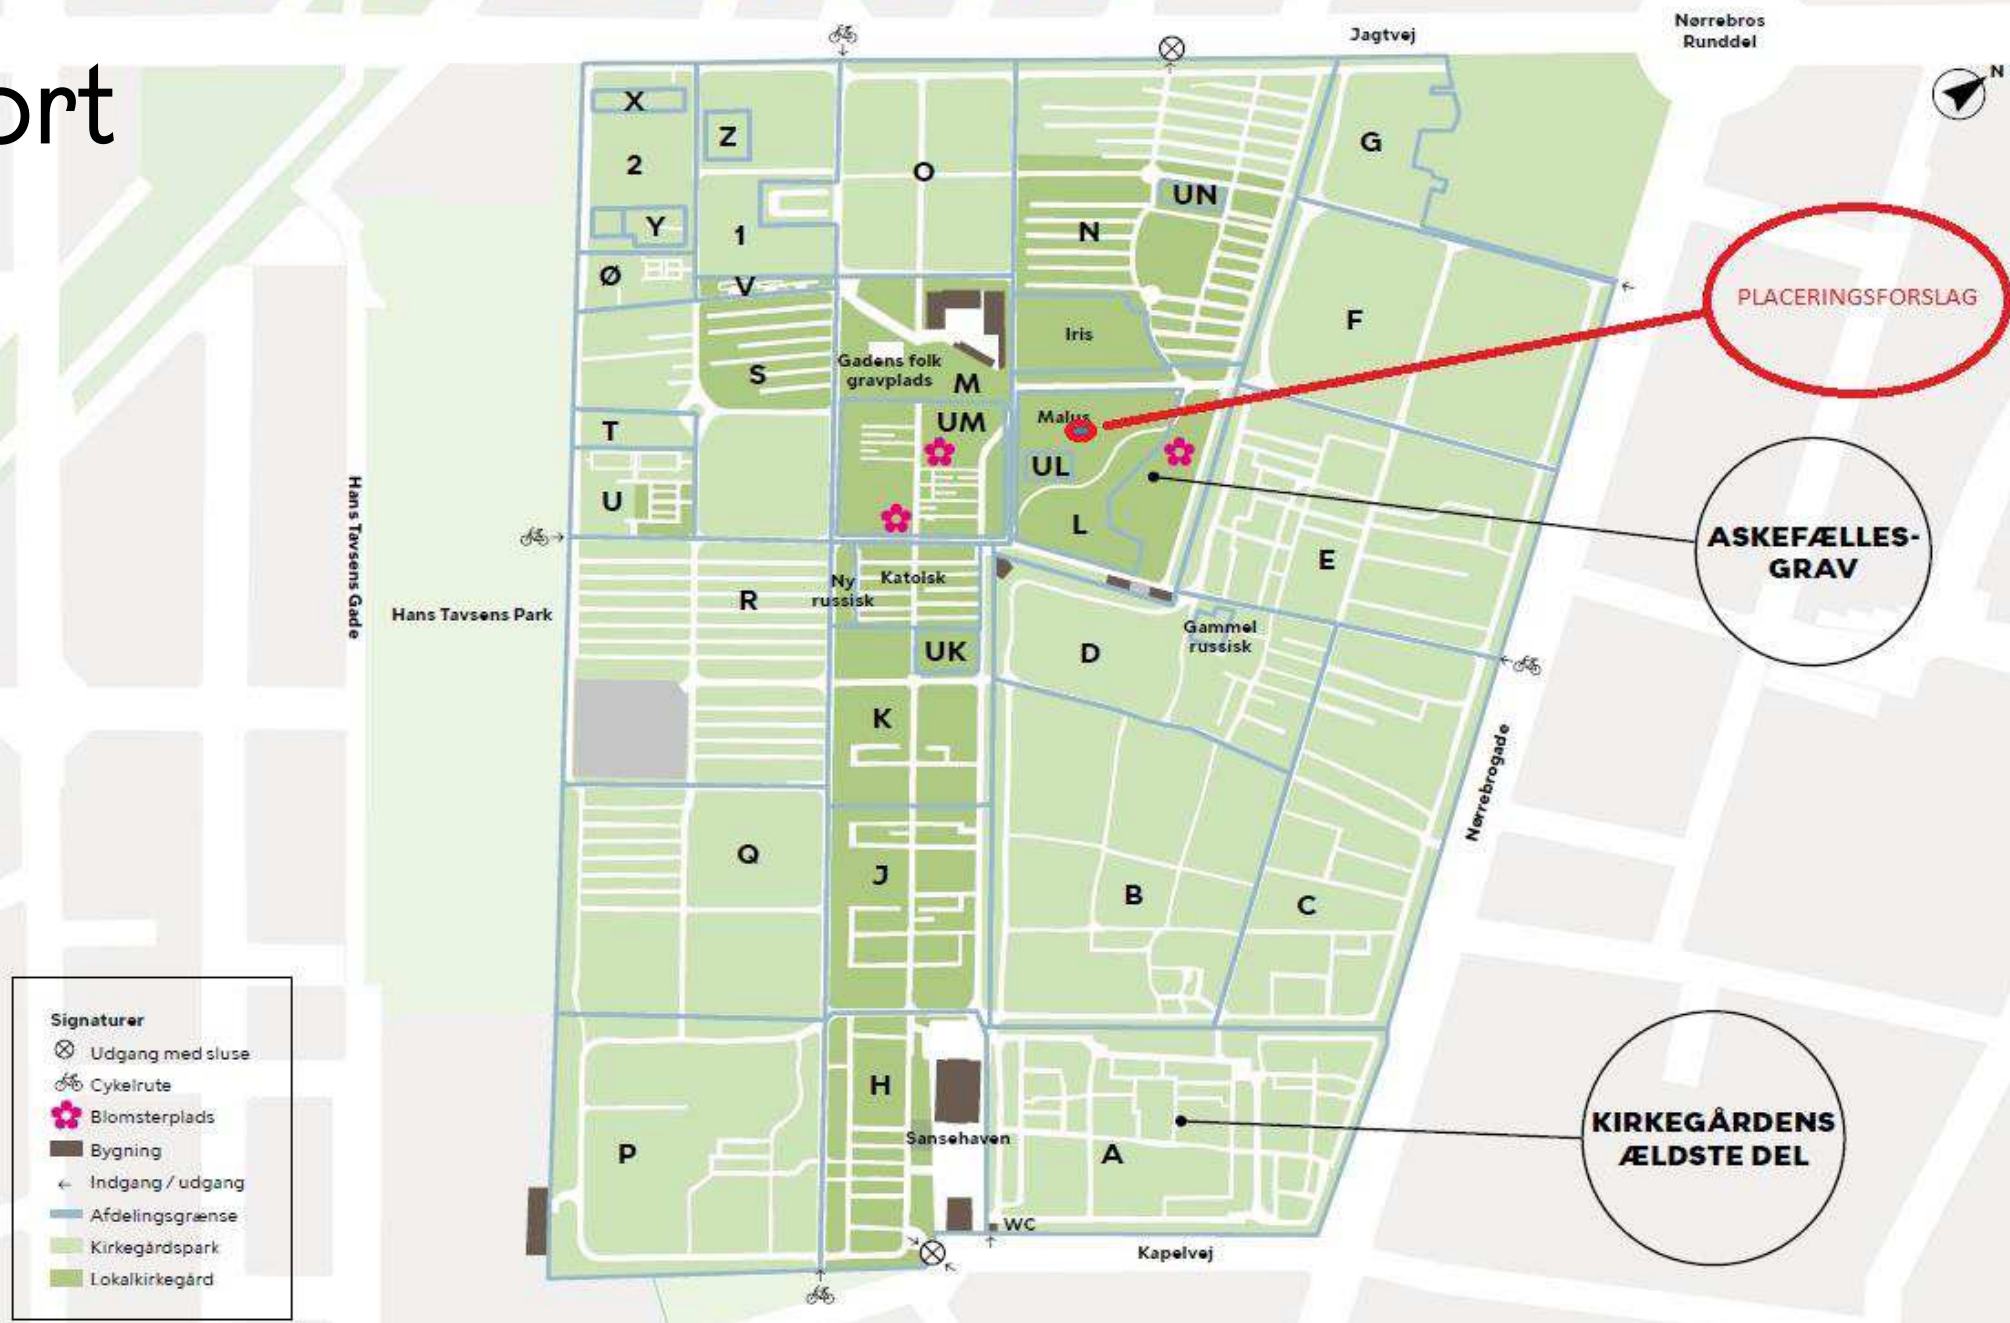 ort
Jagtvej
Nørrebros
Runddel
N
X
Z
2
O
G
UN
Y
1
N
Ø
V
PLACERINGSFORSLAG
F
Iris
Gadens folk
gravplads
S
M
Malus
UM
T
UL
U
L
ASKEFÆLLES-
GRAV
E
Hans Tavsens Gade
Hans Tavsens Park
R
Ny
russisk
Katolsk
Gammel
russisk
UK
D
K
Nørrebrogade
Q
J
B
C
Signaturer
Udgang med sluse
Cykelrute
Blomsterplads
Bygning
Indgang / udgang
Afdelingsgrænse
Kirkegårdspark
Lokalkirkegård
H
Sansehaven
P
A
KIRKEGÅRDENS
ÆLDSTE DEL
WC
Kapelvej